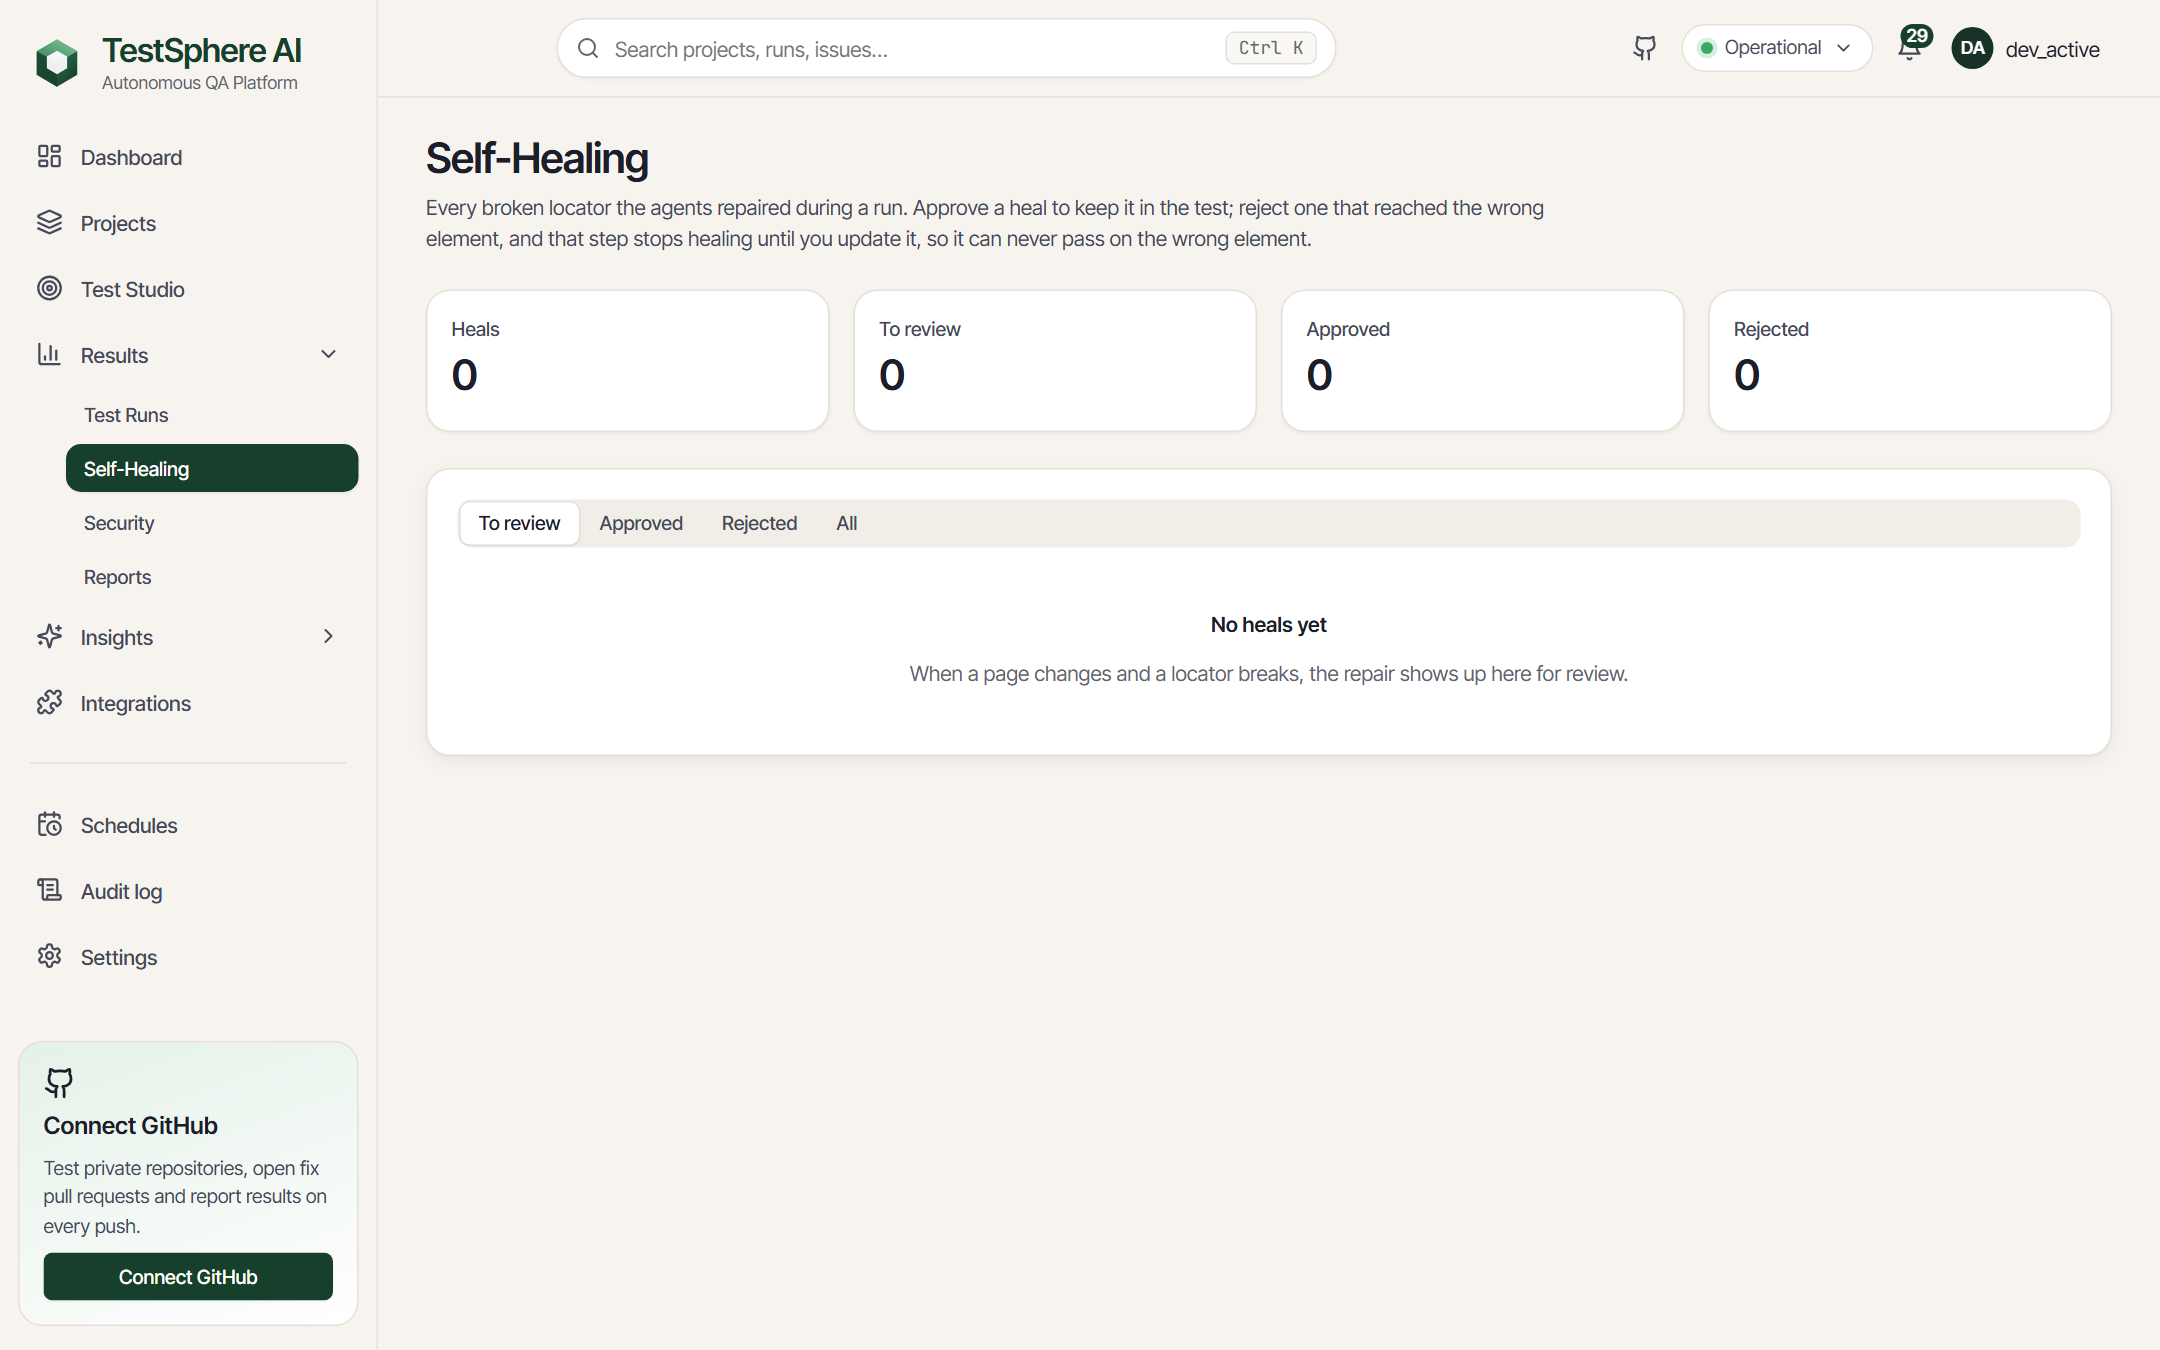 TestSphere AI
Autonomous QA Platform
Search projects, runs, issues...
Ctrl K
Operational
29
DA
dev_active
Dashboard
Projects
Test Studio
Results
Test Runs
Self-Healing
Security
Reports
Insights
Integrations
Schedules
Audit log
Settings
Connect GitHub
Test private repositories, open fix
pull requests and report results on
every push.
Connect GitHub
Self-Healing
Every broken locator the agents repaired during a run. Approve a heal to keep it in the test; reject one that reached the wrong
element, and that step stops healing until you update it, so it can never pass on the wrong element.
Heals
0
To review
0
Approved
0
Rejected
0
To review
Approved
Rejected
All
No heals yet
When a page changes and a locator breaks, the repair shows up here for review.